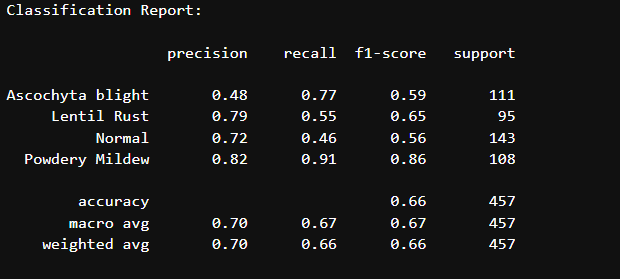 Classification Report:
precision recall f1-score support
Ascochyta blight 0.48 0.77 0.59 111
Lentil Rust 0.79 0.55 0.65 95
Normal 0.72 0.46 0.56 143
Powdery Mildew 0.82 0.91 0.86 108
accuracy 0.66 457
macro avg 0.70 0.67 0.67 457
weighted avg 0.70 0.66 0.66 457